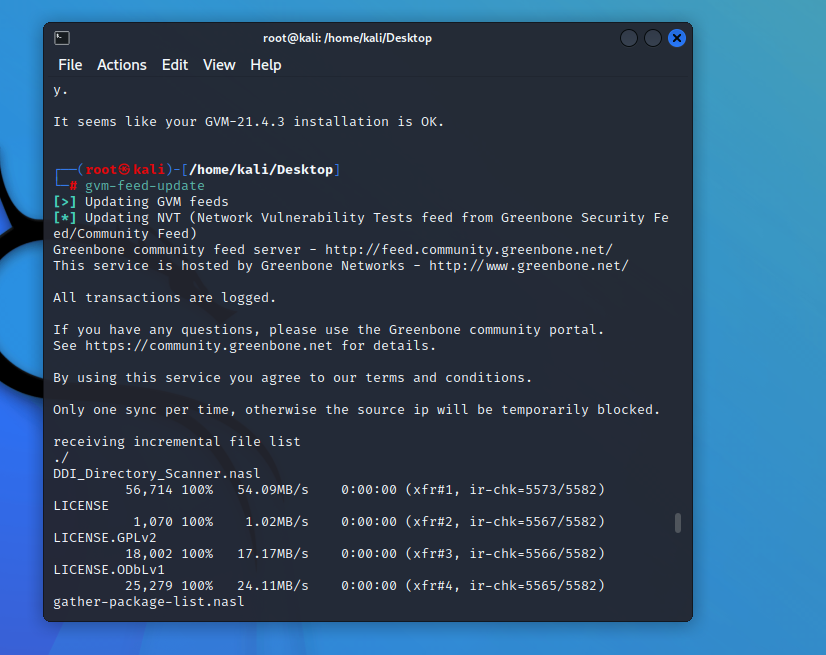 root@kali: /home/kali/Desktop
File Actions Edit View Help
y.
It seems like your GVM-21.4.3 installation is OK.
┌──(root㉿kali)-[/home/kali/Desktop]
└─# gvm-feed-update
[>] Updating GVM feeds
[*] Updating NVT (Network Vulnerability Tests feed from Greenbone Security Fe
ed/Community Feed)
Greenbone community feed server - http://feed.community.greenbone.net/
This service is hosted by Greenbone Networks - http://www.greenbone.net/
All transactions are logged.
If you have any questions, please use the Greenbone community portal.
See https://community.greenbone.net for details.
By using this service you agree to our terms and conditions.
Only one sync per time, otherwise the source ip will be temporarily blocked.
receiving incremental file list
./
DDI_Directory_Scanner.nasl
56,714 100% 54.09MB/s 0:00:00 (xfr#1, ir-chk=5573/5582)
LICENSE
1,070 100% 1.02MB/s 0:00:00 (xfr#2, ir-chk=5567/5582)
LICENSE.GPLv2
18,002 100% 17.17MB/s 0:00:00 (xfr#3, ir-chk=5566/5582)
LICENSE.ODbLv1
25,279 100% 24.11MB/s 0:00:00 (xfr#4, ir-chk=5565/5582)
gather-package-list.nasl